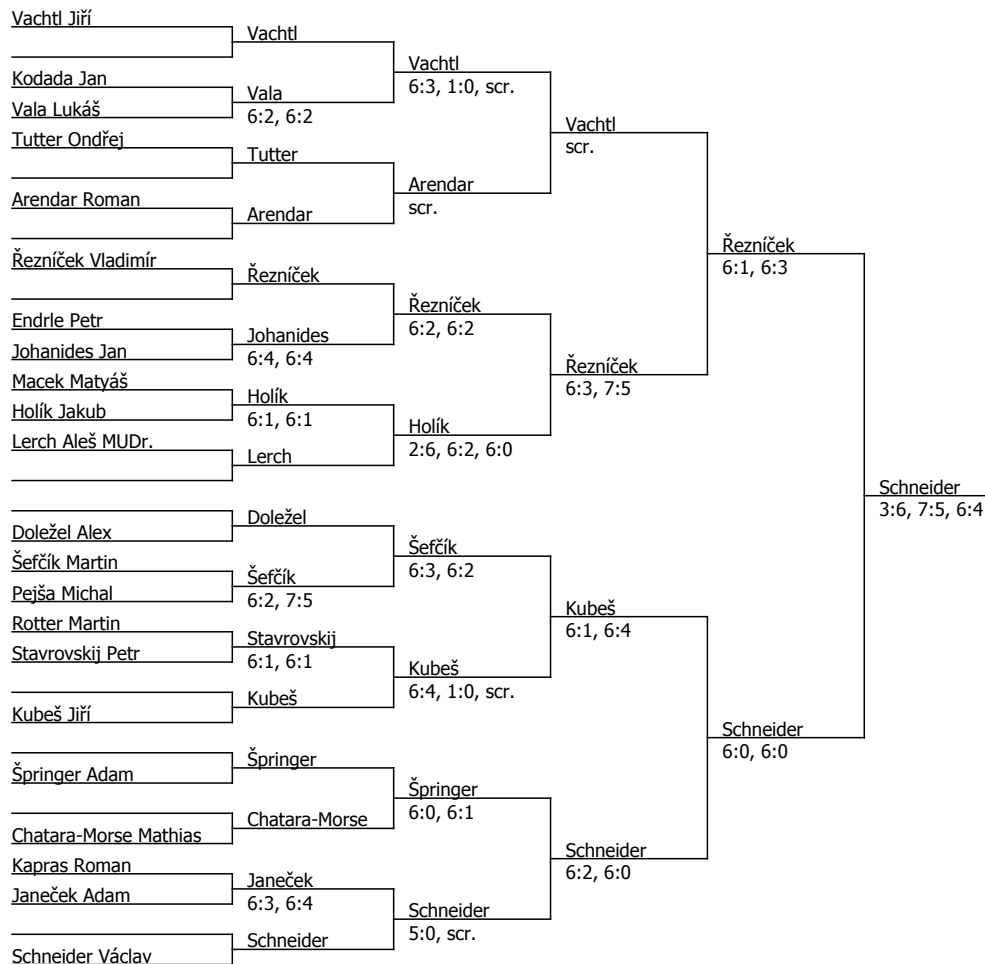 Vachtl Jiří
Vachtl
Vachtl
Kodada Jan
6:3, 1:0, scr.
Vala
Vala Lukáš
6:2, 6:2
Vachtl
Tutter Ondřej
scr.
Tutter
Arendar
Arendar Roman
scr.
Arendar
Řezníček
Řezníček Vladimír
6:1, 6:3
Řezníček
Řezníček
Endrle Petr
6:2, 6:2
Johanides
Johanides Jan
6:4, 6:4
Řezníček
Macek Matyáš
6:3, 7:5
Holík
Holík Jakub
6:1, 6:1
Holík
Lerch Aleš MUDr.
2:6, 6:2, 6:0
Lerch
Schneider
3:6, 7:5, 6:4
Doležel
Doležel Alex
Šefčík
Šefčík Martin
6:3, 6:2
Šefčík
Pejša Michal
6:2, 7:5
Kubeš
Rotter Martin
6:1, 6:4
Stavrovskij
Stavrovskij Petr
6:1, 6:1
Kubeš
6:4, 1:0, scr.
Kubeš
Kubeš Jiří
Schneider
6:0, 6:0
Špringer
Špringer Adam
Špringer
6:0, 6:1
Chatara-Morse
Chatara-Morse Mathias
Schneider
Kapras Roman
6:2, 6:0
Janeček
Janeček Adam
6:3, 6:4
Schneider
5:0, scr.
Schneider
Schneider Václav